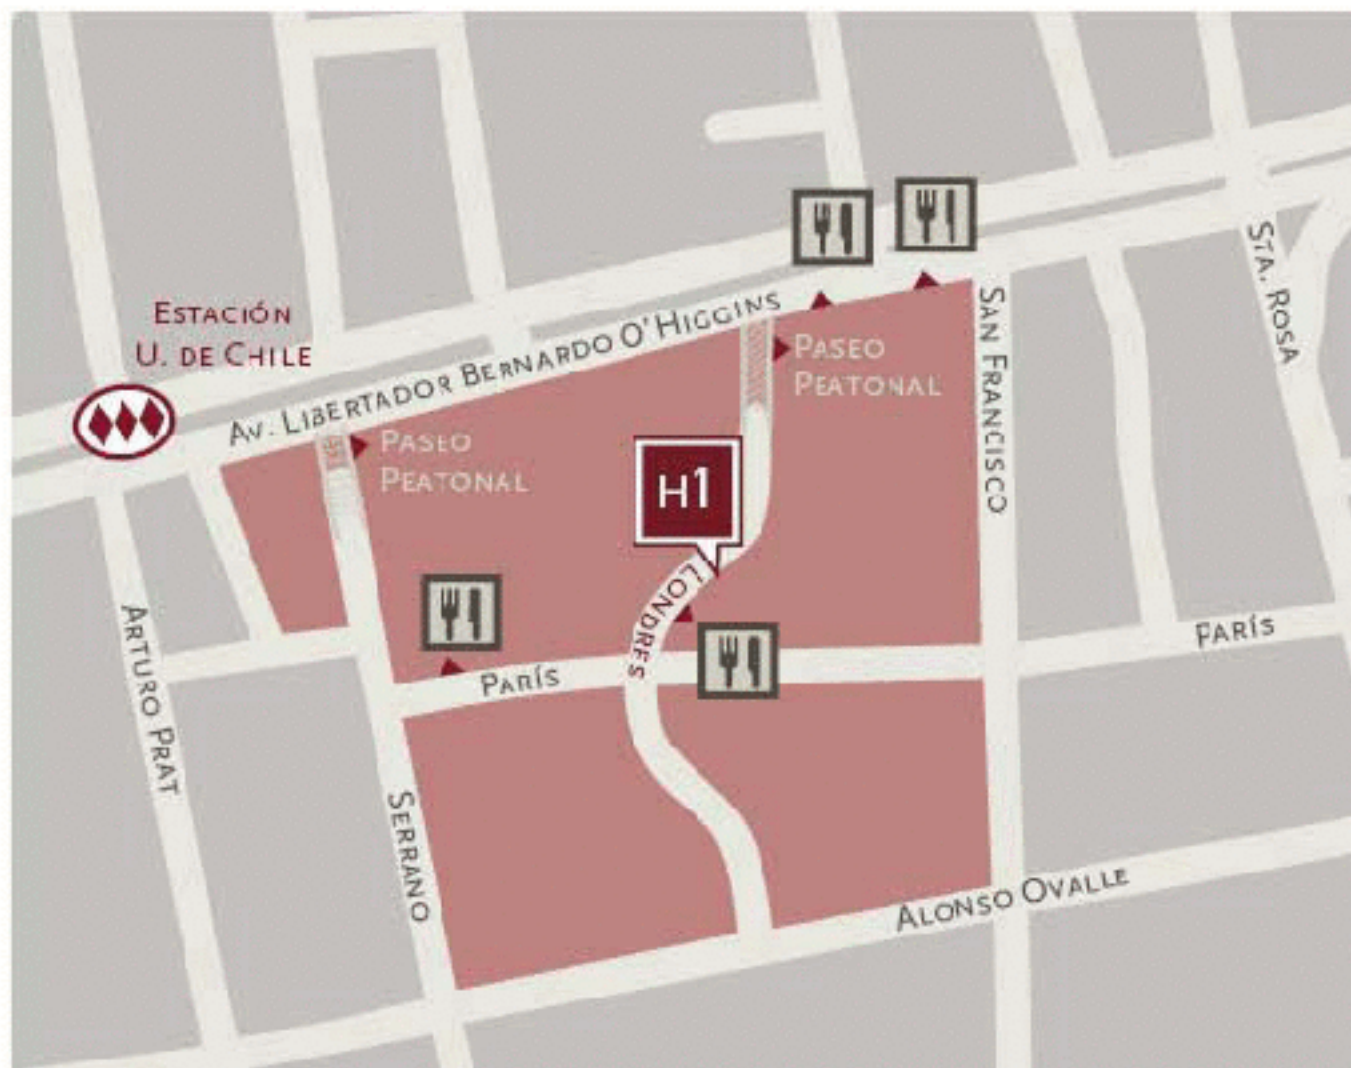 Estación
U. de Chile
Av. Libertador Bernardo O'Higgins
Paseo
Peatonal
Paseo
Peatonal
San Francisco
Sta. Rosa
H1
Londres
París
París
Arturo Prat
Serrano
Alonso Ovalle